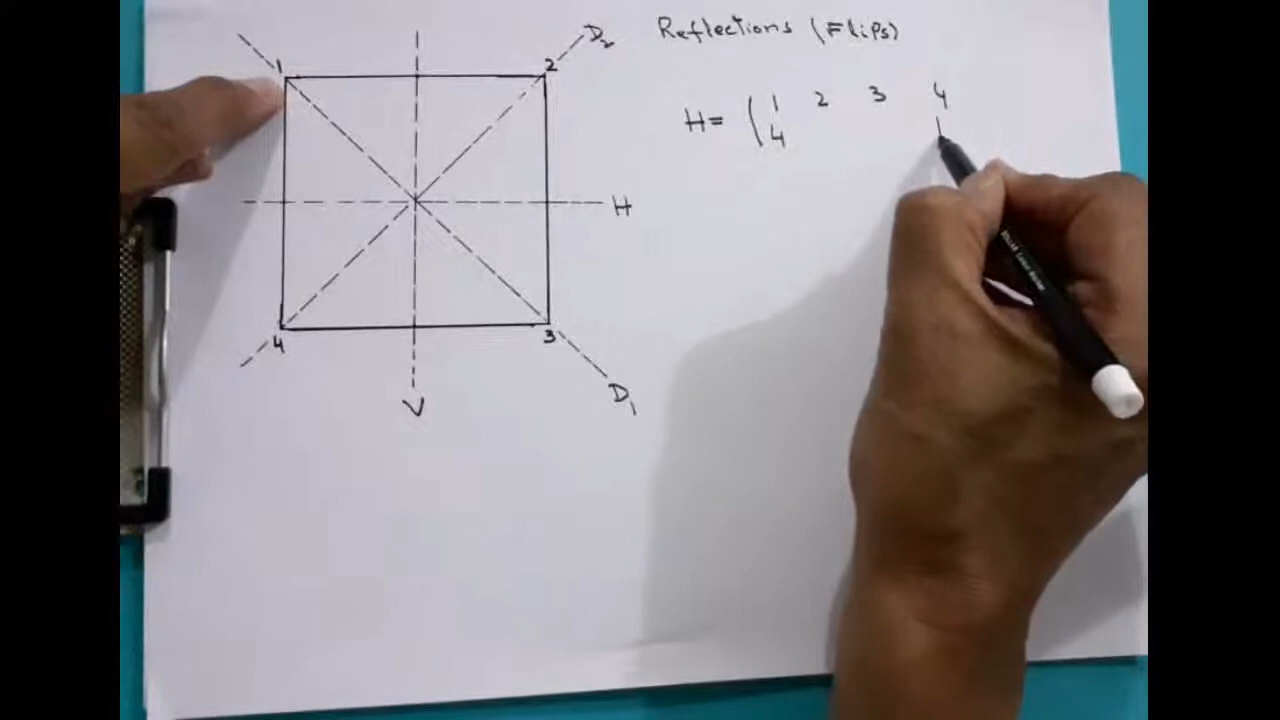 Reflections (Flips)
D2
1
2
H= ( 1 2 3 4
4 1
H
4
3
V
D1